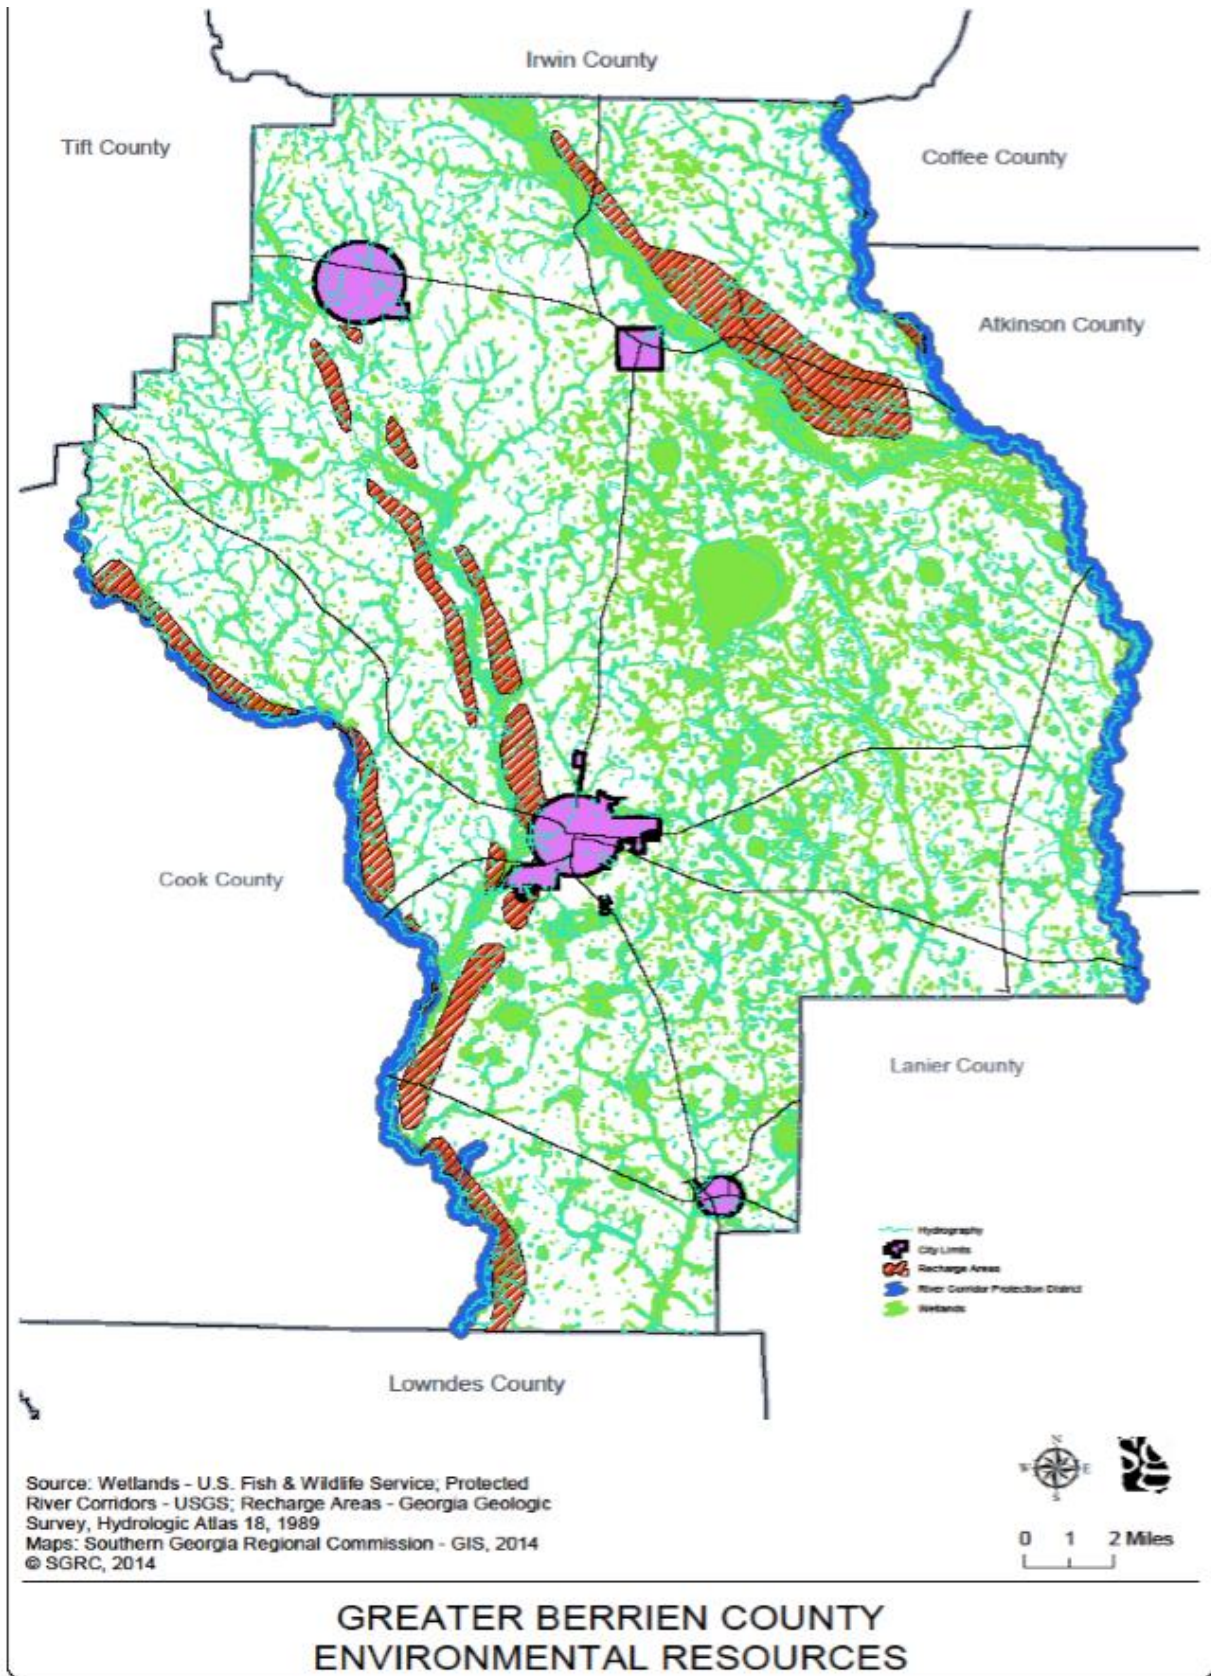 Irwin County
Tift County
Coffee County
Atkinson County
Cook County
Lanier County
Hydrography
City Limits
Recharge Areas
River Corridor Protection District
Wetlands
Lowndes County
N
W E
S
Source: Wetlands - U.S. Fish & Wildlife Service; Protected
River Corridors - USGS; Recharge Areas - Georgia Geologic
Survey, Hydrologic Atlas 18, 1989
Maps: Southern Georgia Regional Commission - GIS, 2014
© SGRC, 2014
0 1 2 Miles
GREATER BERRIEN COUNTY
ENVIRONMENTAL RESOURCES